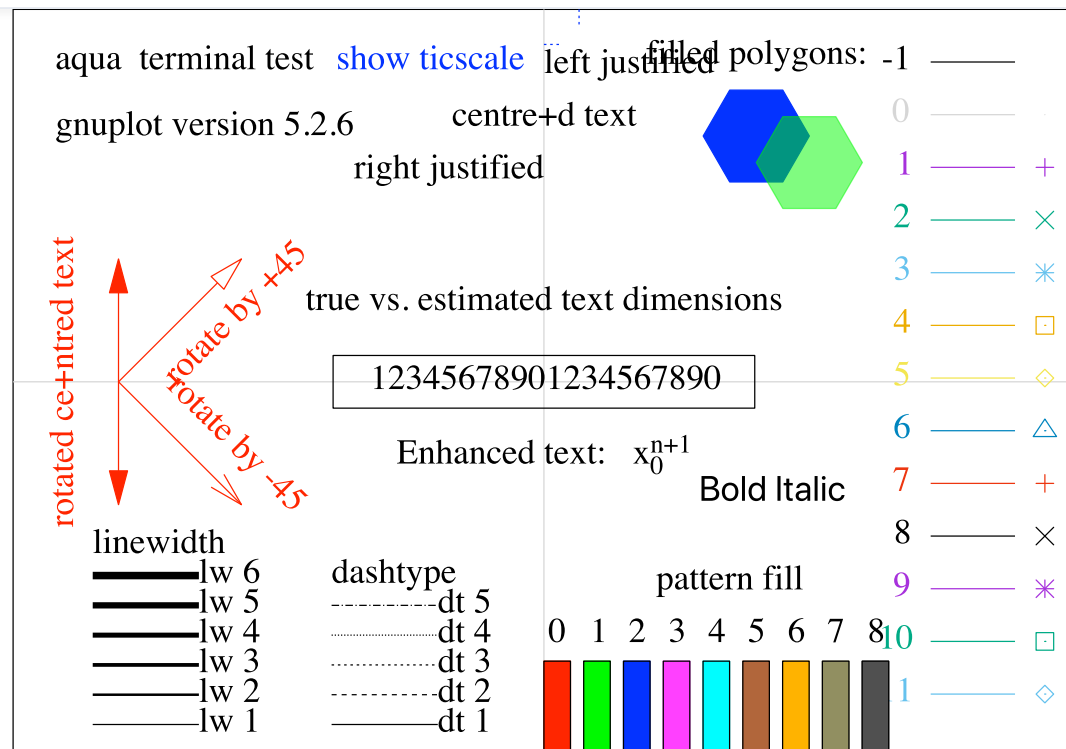 aqua  terminal test
show ticscale
left justified
filled polygons:
gnuplot version 5.2.6
centre+d text
right justified
rotated ce+ntred text
rotate by +45
rotate by -45
true vs. estimated text dimensions
12345678901234567890
Enhanced text:   x₀ⁿ⁺¹
Bold Italic
linewidth
lw 6
lw 5
lw 4
lw 3
lw 2
lw 1
dashtype
dt 5
dt 4
dt 3
dt 2
dt 1
pattern fill
0 1 2 3 4 5 6 7 8
-1
0
1
2
3
4
5
6
7
8
9
10